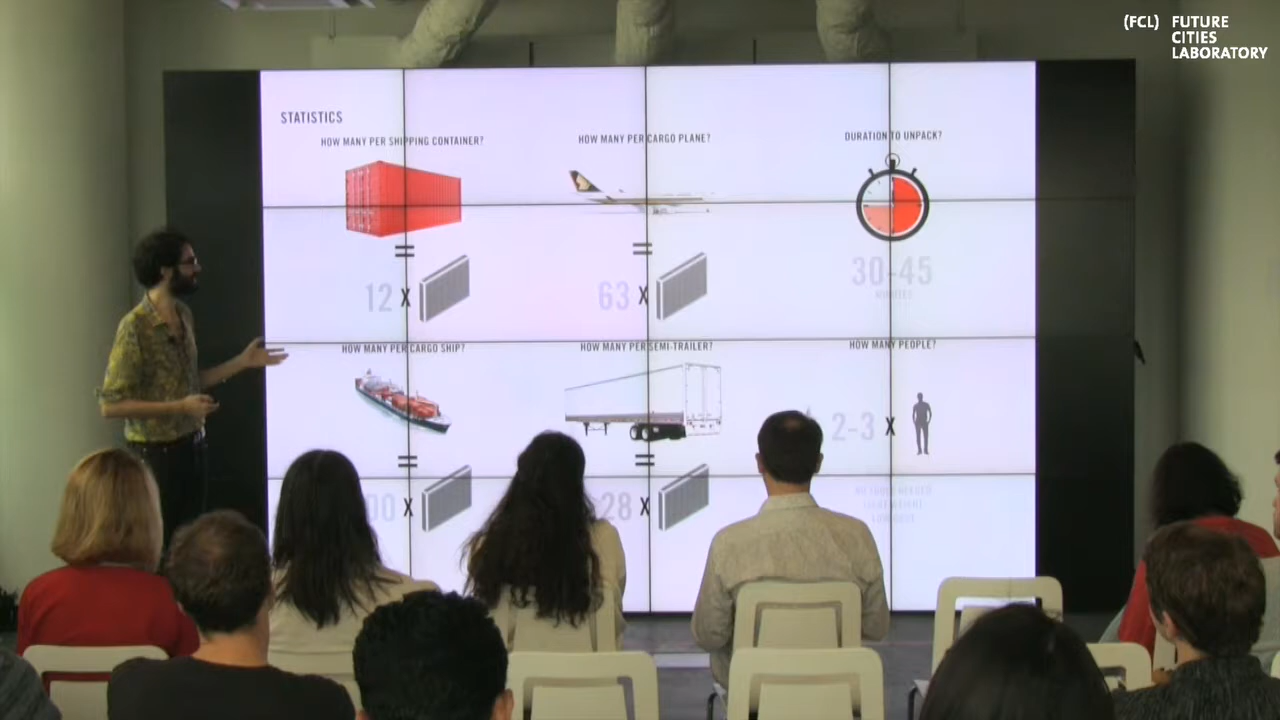 (FCL) FUTURE
CITIES
LABORATORY
STATISTICS
HOW MANY PER SHIPPING CONTAINER?
HOW MANY PER CARGO PLANE?
DURATION TO UNPACK?
=
=
30-45
MINUTES
12 X
63 X
HOW MANY PER CARGO SHIP?
HOW MANY PER SEMI-TRAILER?
HOW MANY PEOPLE?
2-3 X
=
=
X
28 X